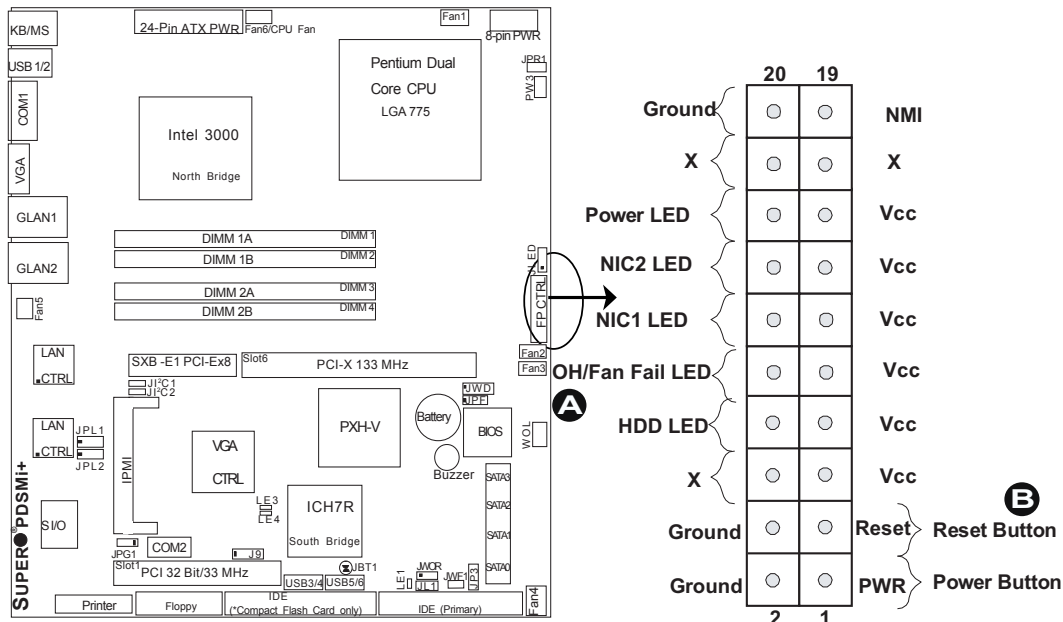 KB/MS
24-Pin ATX PWR
Fan6/CPU Fan
Fan1
8-pin PWR
USB 1/2
JPR1
PW3
Pentium Dual
Core CPU
LGA 775
COM1
Intel 3000
North Bridge
VGA
GLAN1
GLAN2
DIMM 1A DIMM 1
DIMM 1B DIMM 2
DIMM 2A DIMM 3
DIMM 2B DIMM 4
FP CTRL
Fan5
LAN
CTRL
SXB -E1 PCI-Ex8
Slot6
PCI-X 133 MHz
Fan2
Fan3
JI²C1
JI²C2
JWD
JPF
Battery
BIOS
WOL
PXH-V
LAN
CTRL
JPL1
JPL2
IPMI
VGA
CTRL
Buzzer
SATA3
SATA2
SATA1
SATA0
LE3
LE4
ICH7R
South Bridge
S I/O
SUPER® PDSMi+
JPG1
COM2
J9
JBT1
Slot1
PCI 32 Bit/33 MHz
USB3/4
USB5/6
LE1
JWOR
JL1
JWF1
JP3
Fan4
Printer
Floppy
IDE
(*Compact Flash Card only)
IDE (Primary)
20 19
Ground NMI
X X
Power LED Vcc
NIC2 LED Vcc
NIC1 LED Vcc
OH/Fan Fail LED Vcc
A
HDD LED Vcc
X Vcc
B
Ground Reset Reset Button
Ground PWR Power Button
2 1